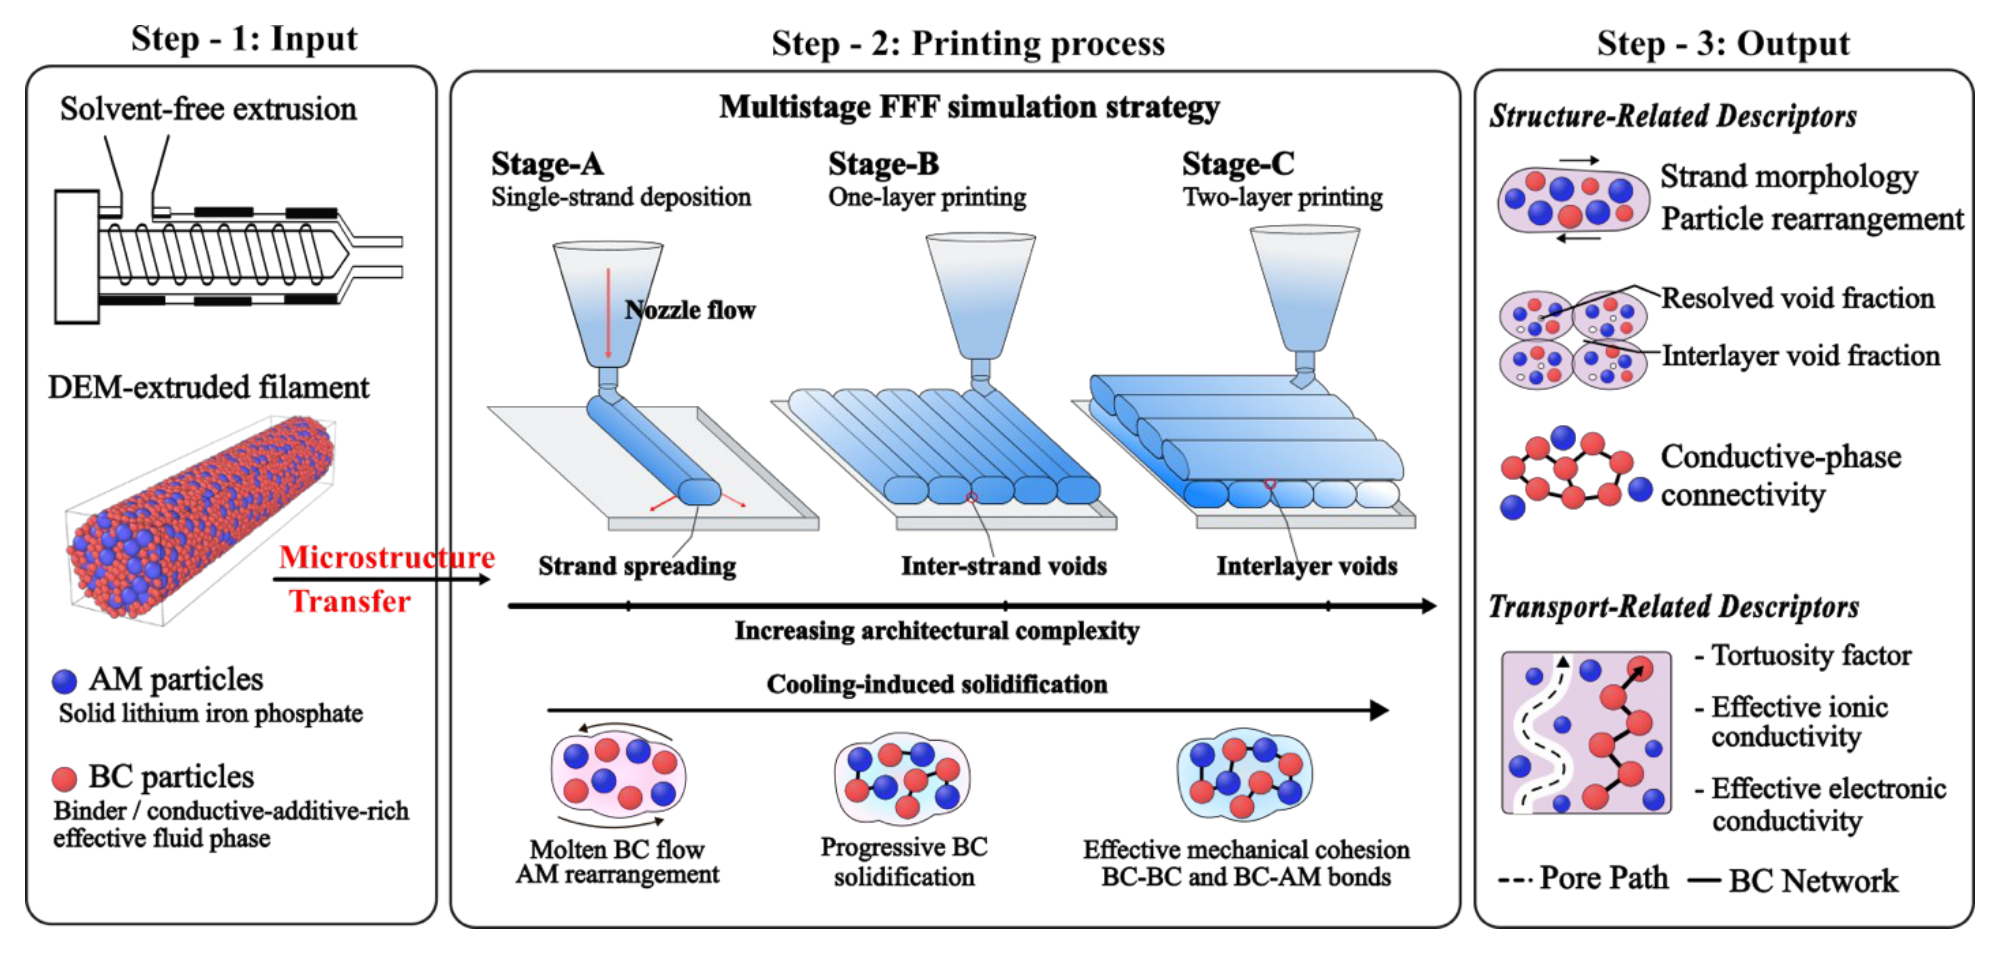 Step - 1: Input
Solvent-free extrusion
DEM-extruded filament
Microstructure
Transfer
AM particles
Solid lithium iron phosphate
BC particles
Binder / conductive-additive-rich
effective fluid phase
Step - 2: Printing process
Multistage FFF simulation strategy
Stage-A
Single-strand deposition
Nozzle flow
Strand spreading
Stage-B
One-layer printing
Inter-strand voids
Stage-C
Two-layer printing
Interlayer voids
Increasing architectural complexity
Cooling-induced solidification
Molten BC flow
AM rearrangement
Progressive BC
solidification
Effective mechanical cohesion
BC-BC and BC-AM bonds
Step - 3: Output
Structure-Related Descriptors
Strand morphology
Particle rearrangement
Resolved void fraction
Interlayer void fraction
Conductive-phase
connectivity
Transport-Related Descriptors
- Tortuosity factor
- Effective ionic
conductivity
- Effective electronic
conductivity
Pore Path
BC Network